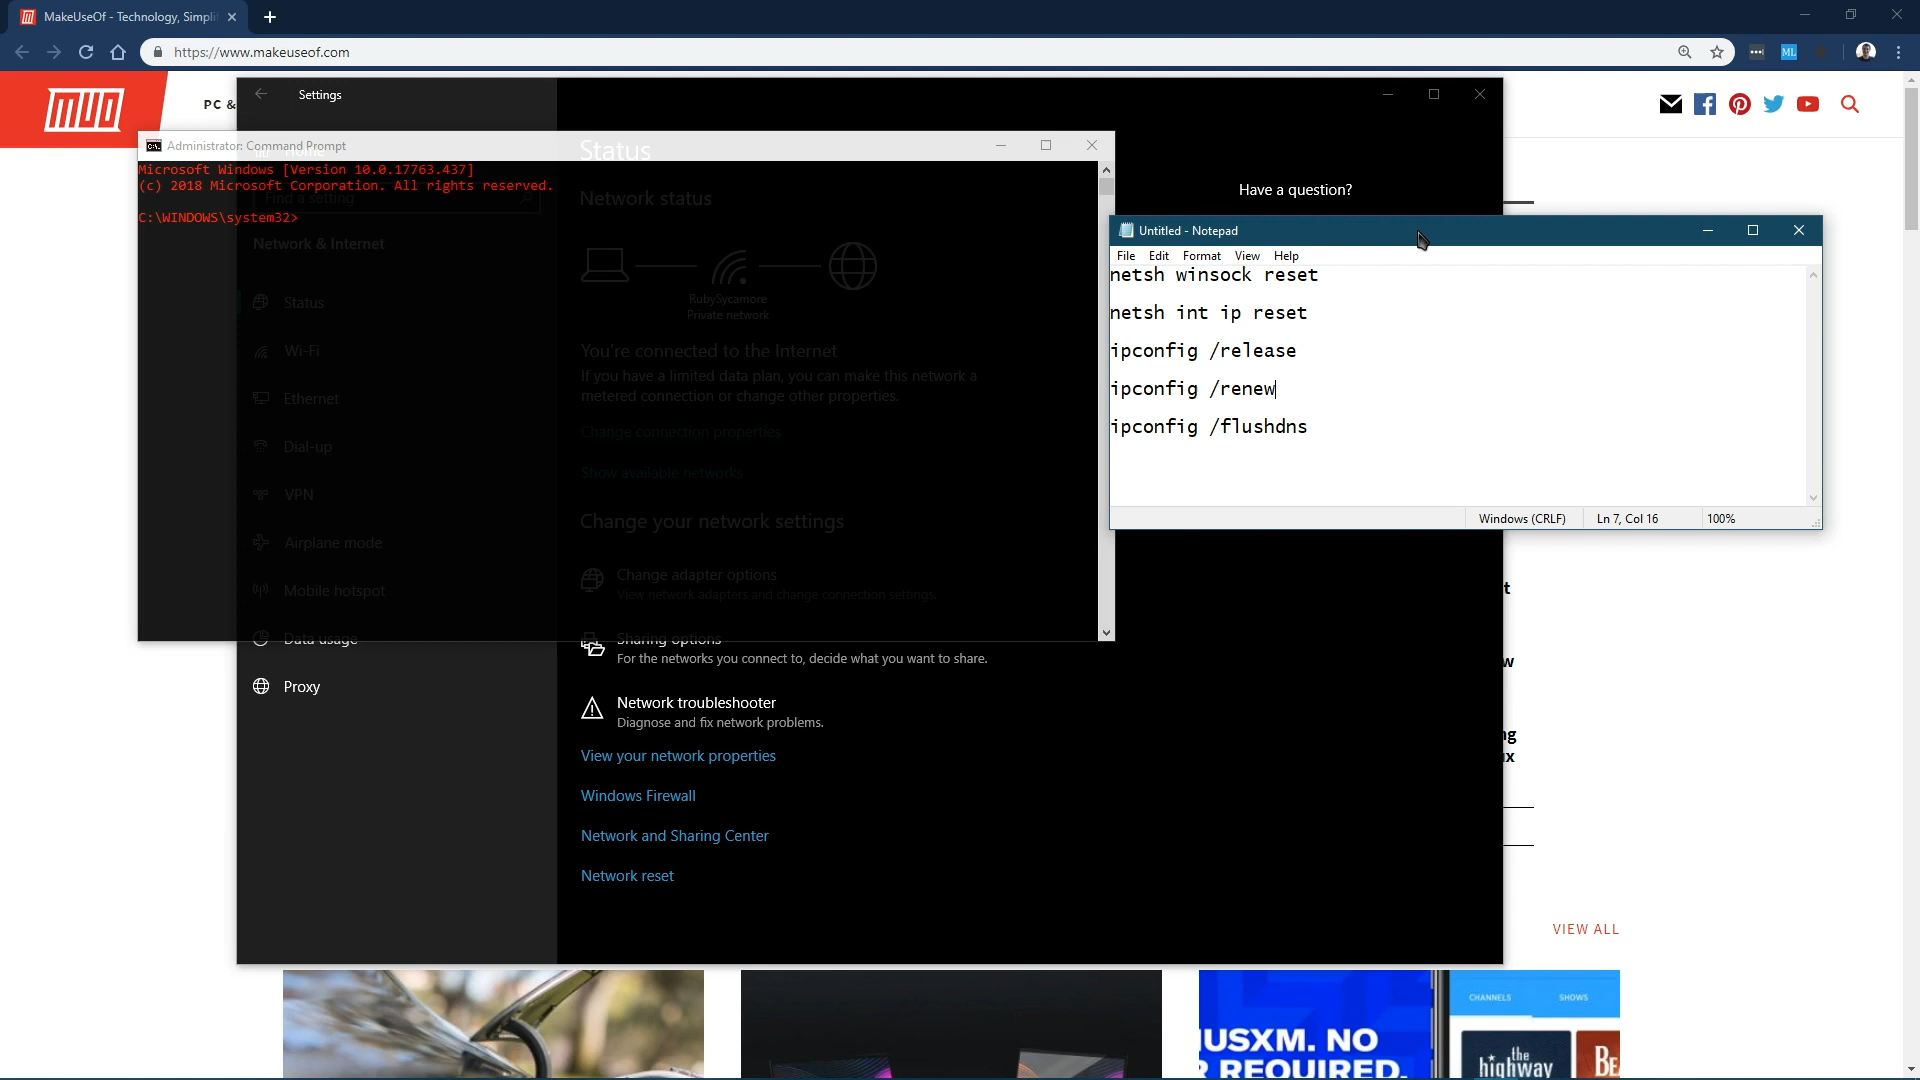 MakeUseOf - Technology, Simpli
https://www.makeuseof.com
ML
MUO
PC &
Settings
Administrator: Command Prompt
Status
Microsoft Windows [Version 10.0.17763.437]
(c) 2018 Microsoft Corporation. All rights reserved.
C:\WINDOWS\system32>
Find a setting
Network & Internet
Status
Wi-Fi
Ethernet
Dial-up
VPN
Airplane mode
Mobile hotspot
Data usage
Proxy
Network status
RubySycamore
Private network
You're connected to the Internet
If you have a limited data plan, you can make this network a
metered connection or change other properties.
Change connection properties
Show available networks
Change your network settings
Change adapter options
View network adapters and change connection settings.
Sharing options
For the networks you connect to, decide what you want to share.
Network troubleshooter
Diagnose and fix network problems.
View your network properties
Windows Firewall
Network and Sharing Center
Network reset
Have a question?
Untitled - Notepad
File Edit Format View Help
netsh winsock reset
netsh int ip reset
ipconfig /release
ipconfig /renew
ipconfig /flushdns
Windows (CRLF) Ln 7, Col 16 100%
VIEW ALL
IUSXM. NO
R REQUIRED.
CHANNELS SHOWS
the
highway
BE